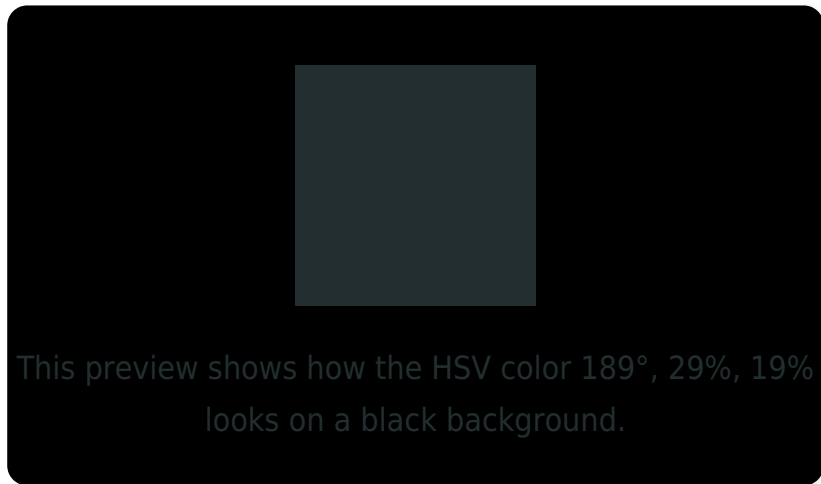 This preview shows how the HSV color 189°, 29%, 19%
looks on a black background.